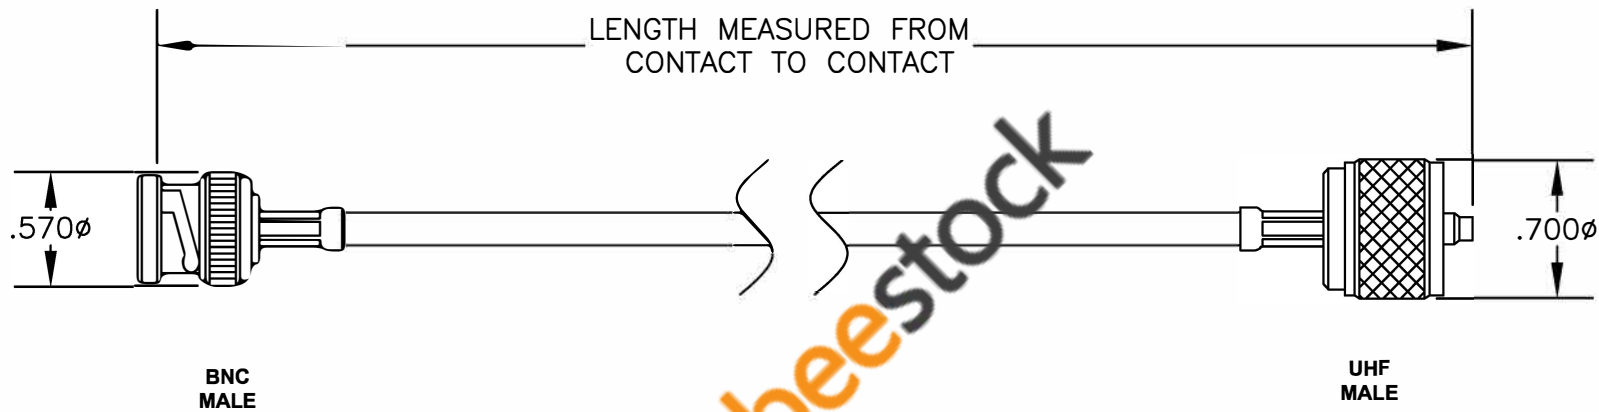 LENGTH MEASURED FROM
CONTACT TO CONTACT
.570ø
.700ø
beestock
BNC
MALE
UHF
MALE